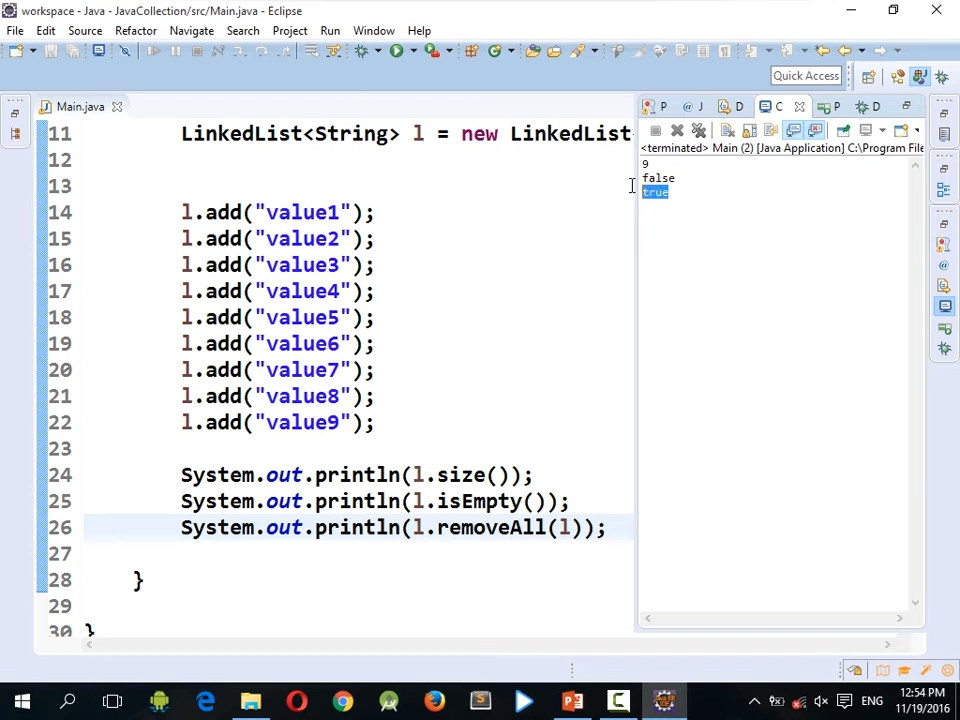 workspace - Java - JavaCollection/src/Main.java - Eclipse
File Edit Source Refactor Navigate Search Project Run Window Help
Quick Access
Main.java
P @ J D C P D
<terminated> Main (2) [Java Application] C:\Program File
11 LinkedList<String> l = new LinkedList
12
13
14 l.add("value1");
15 l.add("value2");
16 l.add("value3");
17 l.add("value4");
18 l.add("value5");
19 l.add("value6");
20 l.add("value7");
21 l.add("value8");
22 l.add("value9");
23
24 System.out.println(l.size());
25 System.out.println(l.isEmpty());
26 System.out.println(l.removeAll(l));
27
28 }
29
30 }
9
false
true
ENG
12:54 PM
11/19/2016